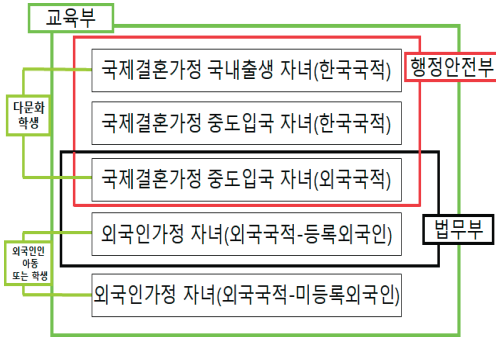 교육부
국제결혼가정 국내출생 자녀(한국국적)
행정안전부
다문화
학생
국제결혼가정 중도입국 자녀(한국국적)
국제결혼가정 중도입국 자녀(외국국적)
외국인가정 자녀(외국국적-등록외국인)
법무부
외국인인
아동
또는 학생
외국인가정 자녀(외국국적-미등록외국인)